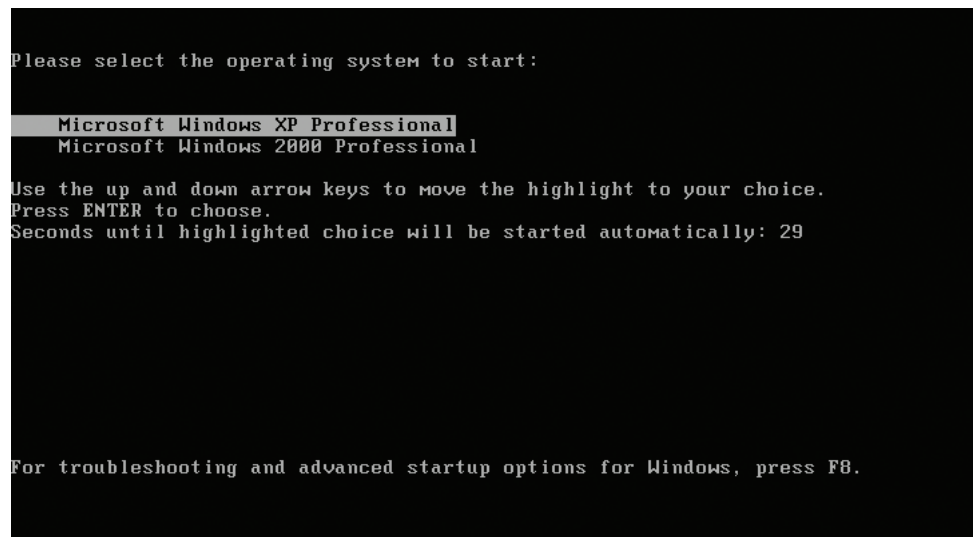 Please select the operating system to start:
Microsoft Windows XP Professional
Microsoft Windows 2000 Professional
Use the up and down arrow keys to move the highlight to your choice.
Press ENTER to choose.
Seconds until highlighted choice will be started automatically: 29
For troubleshooting and advanced startup options for Windows, press F8.